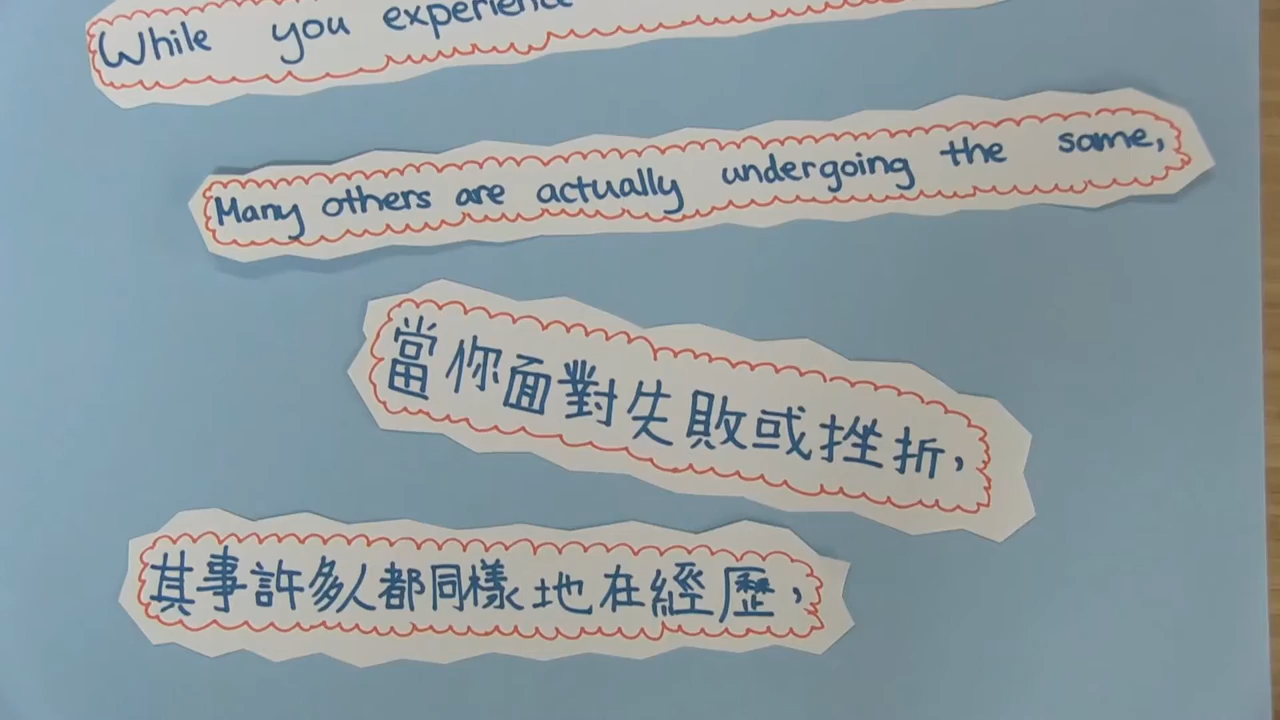 While you experience
Many others are actually undergoing the same,
當你面對失敗或挫折，
其事許多人都同樣地在經歷，